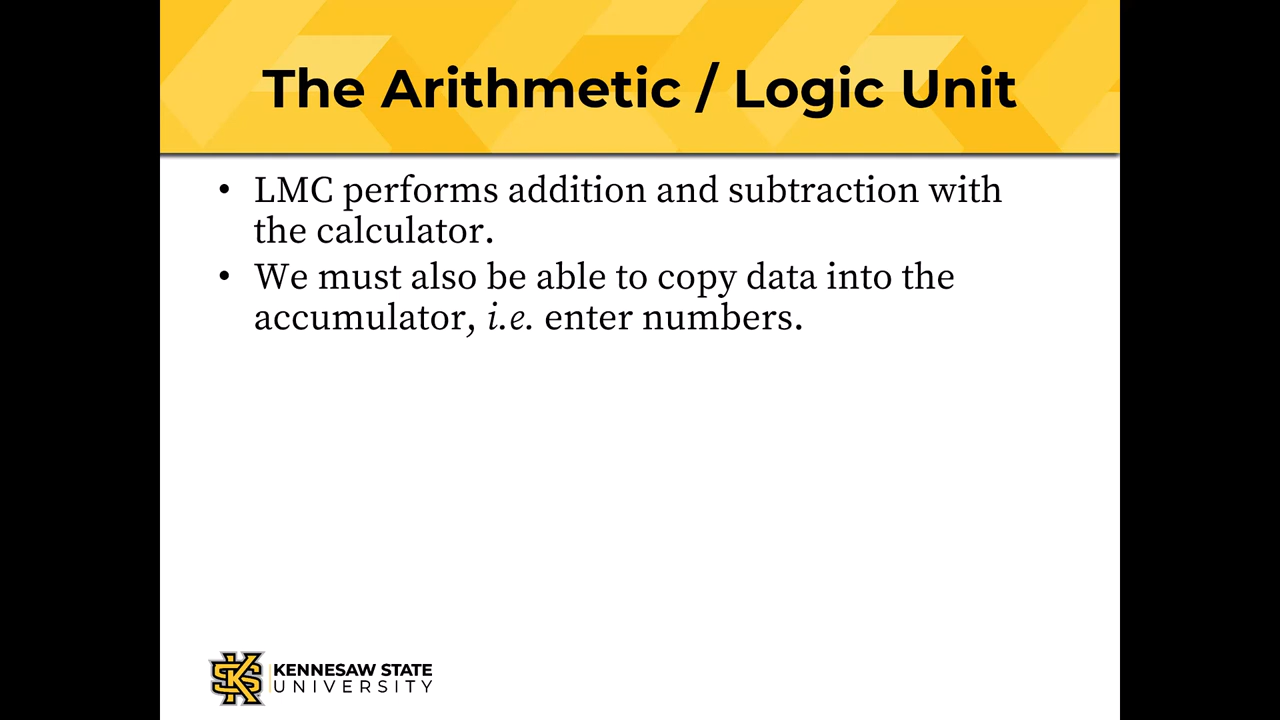 The Arithmetic / Logic Unit
• LMC performs addition and subtraction with
the calculator.
• We must also be able to copy data into the
accumulator, i.e. enter numbers.
KENNESAW STATE
UNIVERSITY